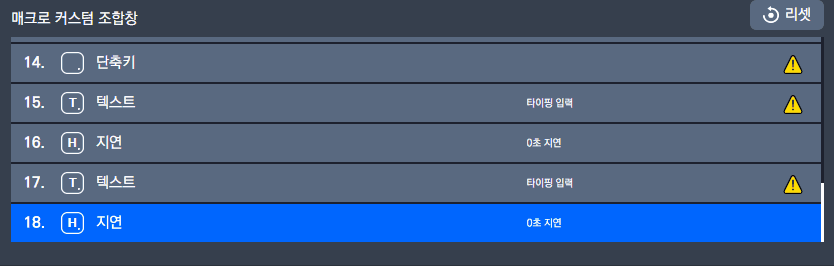 매크로 커스텀 조합창
리셋
14. 단축키
15. T. 텍스트 타이핑 입력
16. H. 지연 0초 지연
17. T. 텍스트 타이핑 입력
18. H. 지연 0초 지연